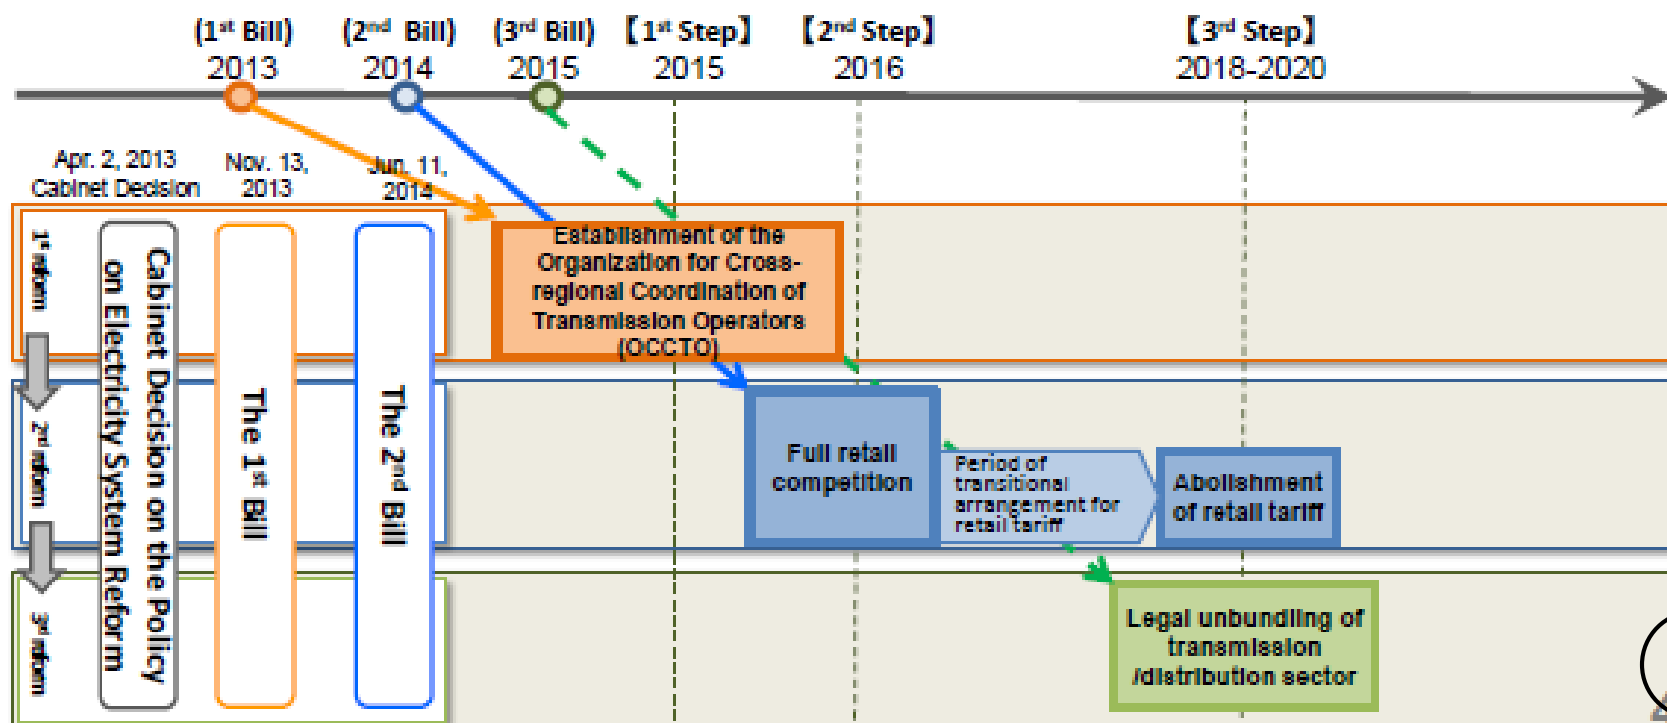 (1st Bill) (2nd Bill) (3rd Bill) 【1st Step】 【2nd Step】 【3rd Step】
2013 2014 2015 2015 2016 2018-2020
Apr. 2, 2013
Cabinet Decision
Nov. 13,
2013
Jun. 11,
2014
1st reform
2nd reform
3rd reform
Cabinet Decision on the Policy
on Electricity System Reform
The 1st Bill
The 2nd Bill
Establishment of the
Organization for Cross-
regional Coordination of
Transmission Operators
(OCCTO)
Full retail
competition
Period of
transitional
arrangement for
retail tariff
Abolishment
of retail tariff
Legal unbundling of
transmission
/distribution sector